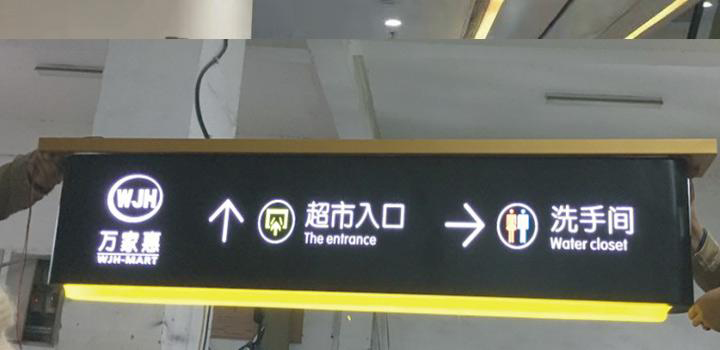 WJH
万家惠
WJH-MART
超市入口
The entrance
洗手间
Water closet